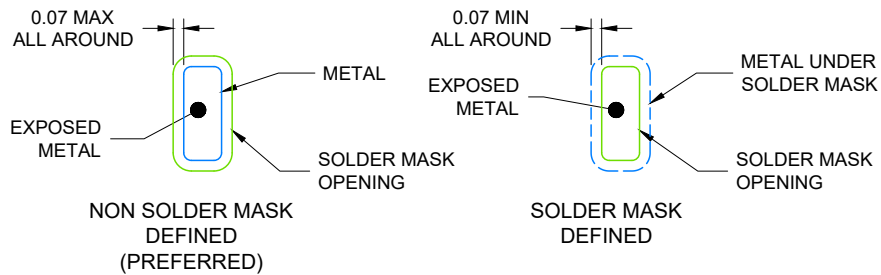 0.07 MAX
ALL AROUND
METAL
EXPOSED
METAL
SOLDER MASK
OPENING
NON SOLDER MASK
DEFINED
(PREFERRED)
0.07 MIN
ALL AROUND
METAL UNDER
SOLDER MASK
EXPOSED
METAL
SOLDER MASK
OPENING
SOLDER MASK
DEFINED